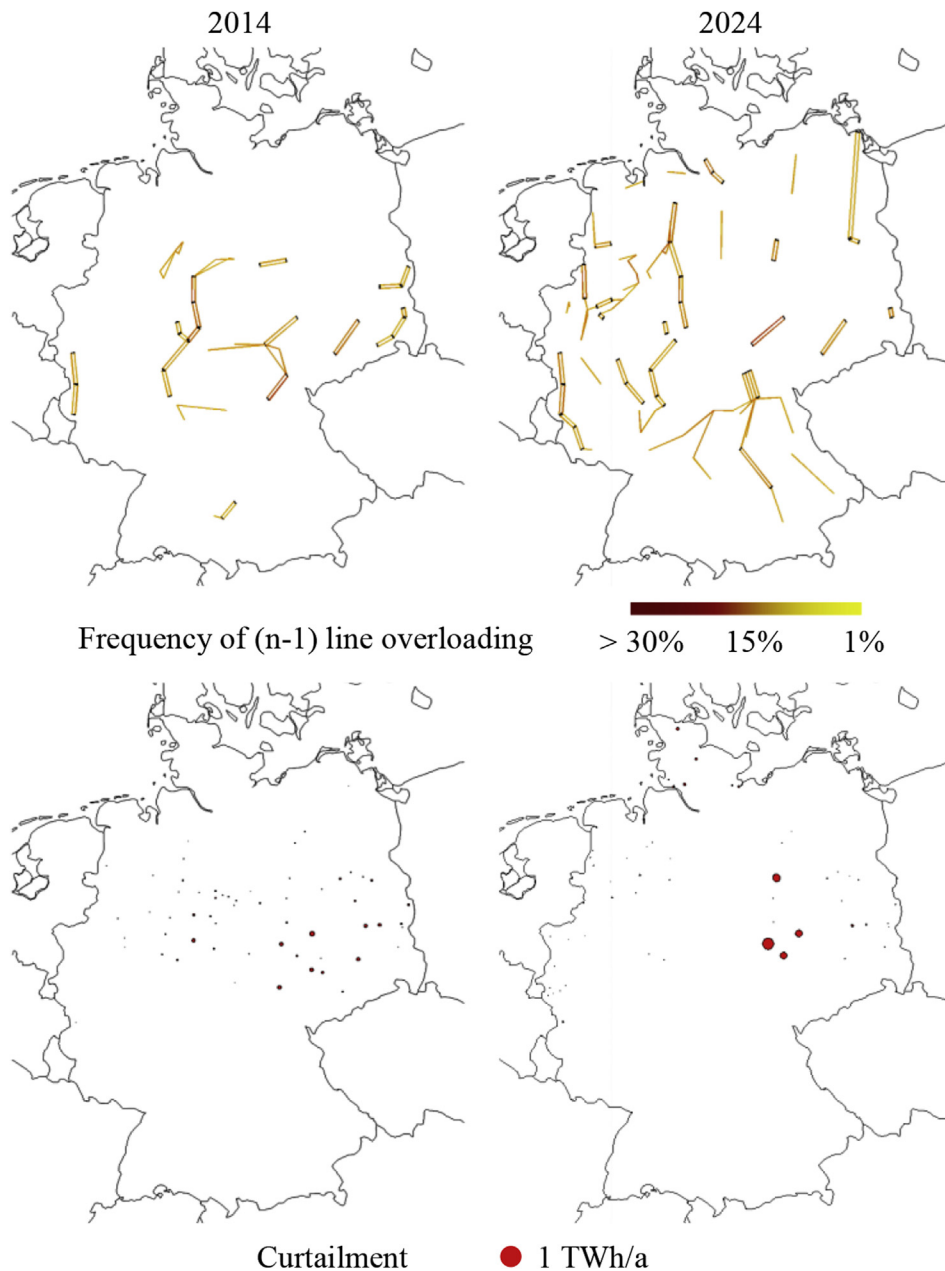 2014 2024
Frequency of (n-1) line overloading
> 30% 15% 1%
Curtailment 1 TWh/a